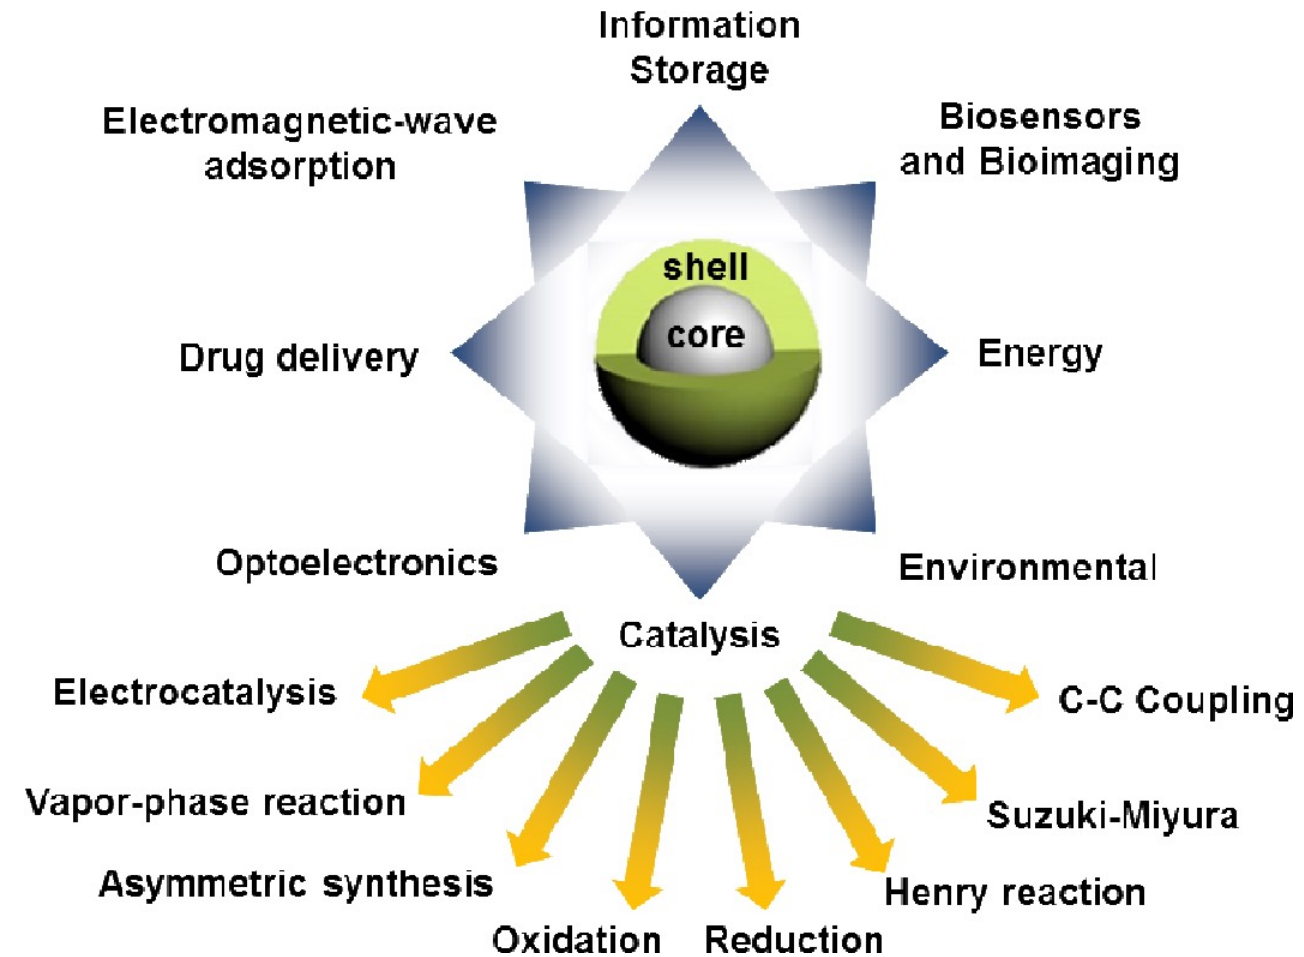 Information
Storage
Electromagnetic-wave
adsorption
Biosensors
and Bioimaging
shell
core
Drug delivery
Energy
Optoelectronics
Environmental
Catalysis
Electrocatalysis
C-C Coupling
Vapor-phase reaction
Suzuki-Miyura
Asymmetric synthesis
Henry reaction
Oxidation
Reduction